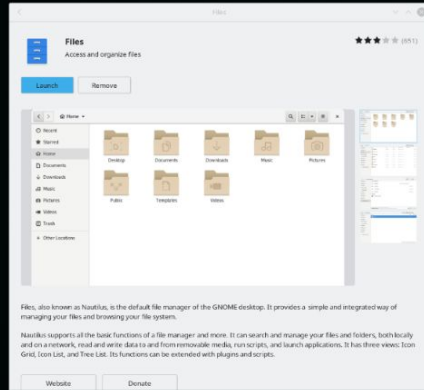 Files
Files
Access and organize files
(651)
Launch
Remove
Home
Recent
Starred
Home
Documents
Downloads
Music
Pictures
Videos
Trash
Other Locations
Desktop
Documents
Downloads
Music
Pictures
Public
Templates
Videos
Files, also known as Nautilus, is the default file manager of the GNOME desktop. It provides a simple and integrated way of
managing your files and browsing your file system.
Nautilus supports all the basic functions of a file manager and more. It can search and manage your files and folders, both locally
and on a network, read and write data to and from removable media, run scripts, and launch applications. It has three views: Icon
Grid, Icon List, and Tree List. Its functions can be extended with plugins and scripts.
Website
Donate